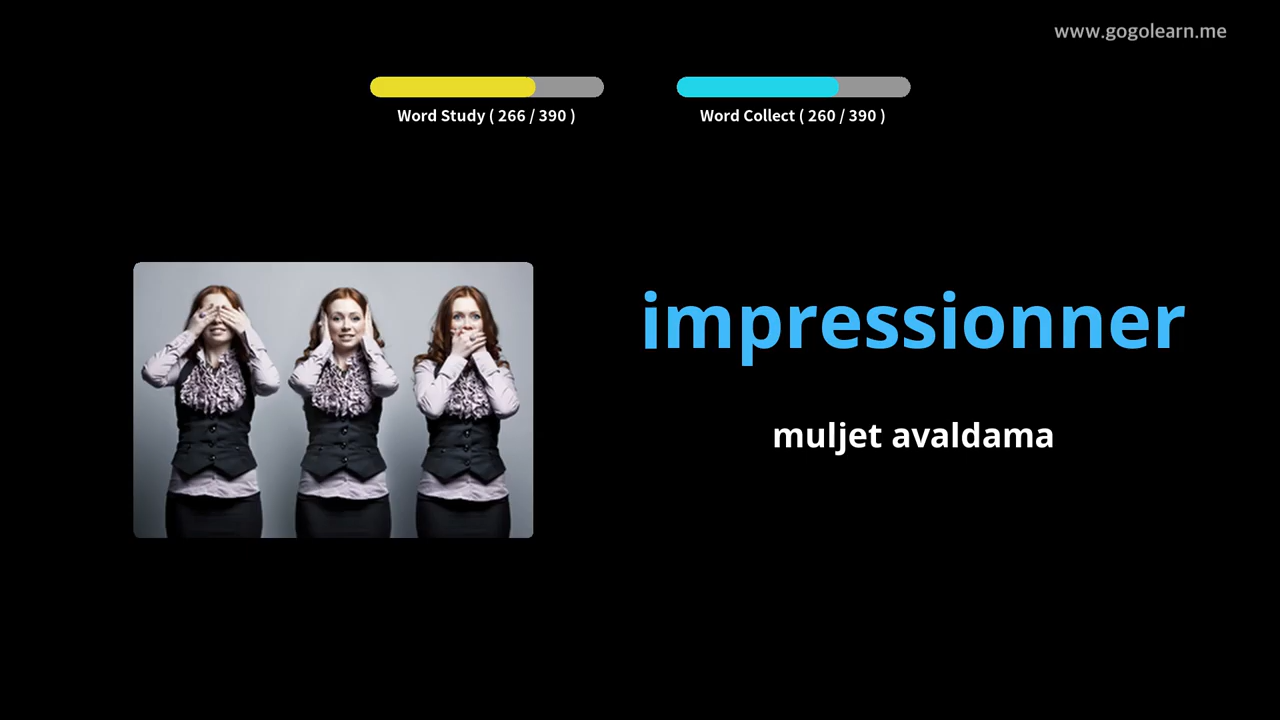 www.gogolearn.me
Word Study ( 266 / 390 )
Word Collect ( 260 / 390 )
impressionner
muljet avaldama